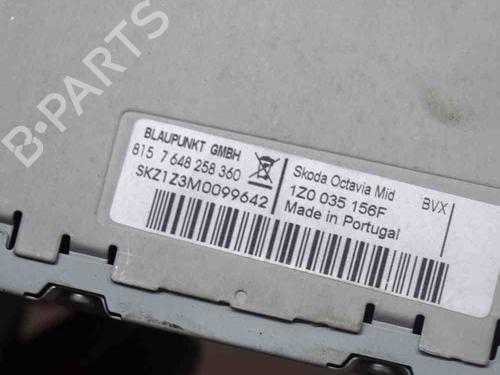 B-PARTS
BLAUPUNKT GMBH
815 7 648 258 360
SKZ1Z3M0099642
Skoda Octavia Mid BVX
1Z0 035 156F
Made in Portugal